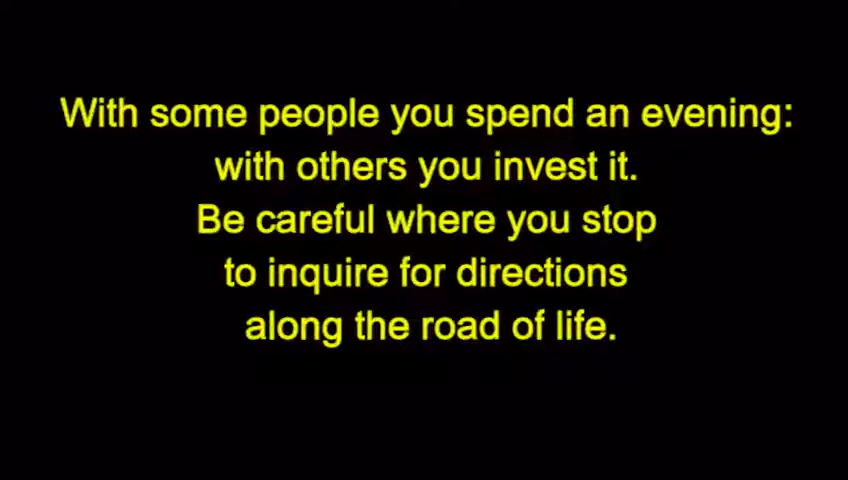 With some people you spend an evening:
with others you invest it.
Be careful where you stop
to inquire for directions
along the road of life.